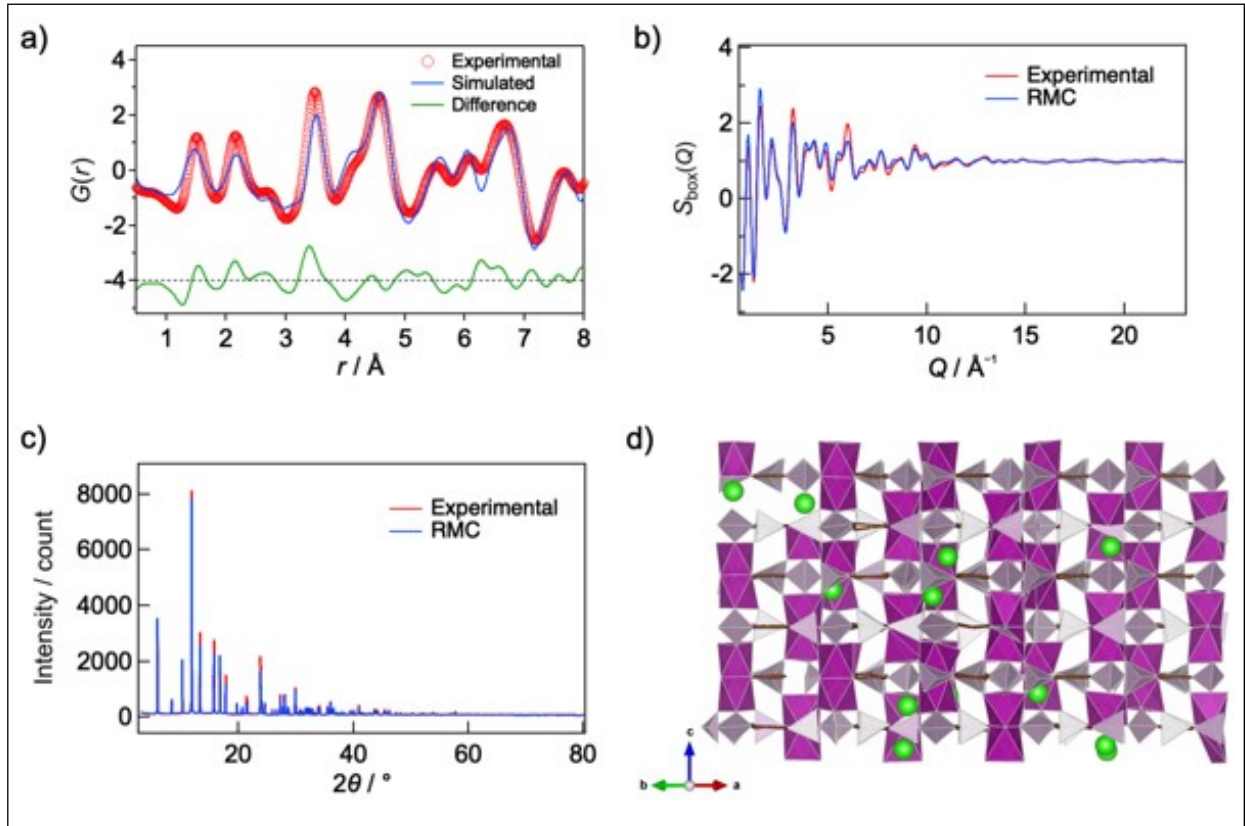 a)
4
2
0
-2
-4
G(r)
Experimental
Simulated
Difference
1 2 3 4 5 6 7 8
r / Å
b)
4
2
0
-2
S_box(Q)
Experimental
RMC
5 10 15 20
Q / Å⁻¹
c)
8000
6000
4000
2000
0
Intensity / count
Experimental
RMC
20 40 60 80
2θ / °
d)
c
b a